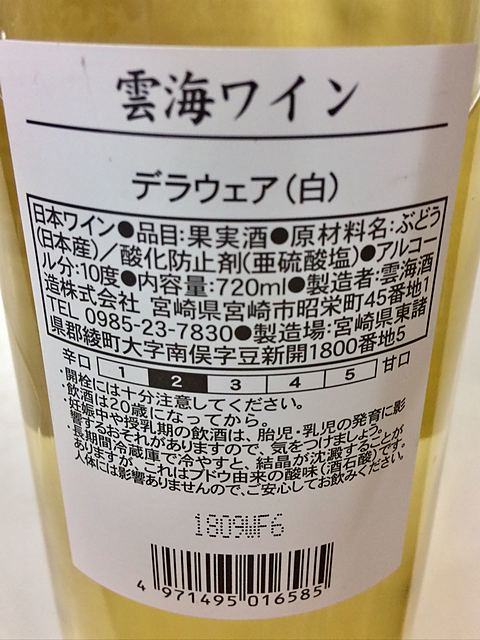 雲海ワイン
デラウェア(白)
日本ワイン●品目:果実酒●原材料名:ぶどう
(日本産)/酸化防止剤(亜硫酸塩)●アルコー
ル分:10度●内容量:720ml●製造者:雲海酒
造株式会社 宮崎県宮崎市昭栄町45番地1
TEL 0985-23-7830●製造場:宮崎県東諸
県郡綾町大字南俣字豆新開1800番地5
辛口 1 2 3 4 5 甘口
・開栓には十分注意してください。
・飲酒は20歳になってから。
・妊娠中や授乳期の飲酒は、胎児・乳児の発育に影
響するおそれがありますので、気をつけましょう。
・長期間冷蔵庫で冷やすと、結晶が沈澱することが
ありますが、これはブドウ由来の酸味(酒石酸)です。
人体には影響ありませんので、ご安心してお飲みください。
1809WF6
4 971495 016585